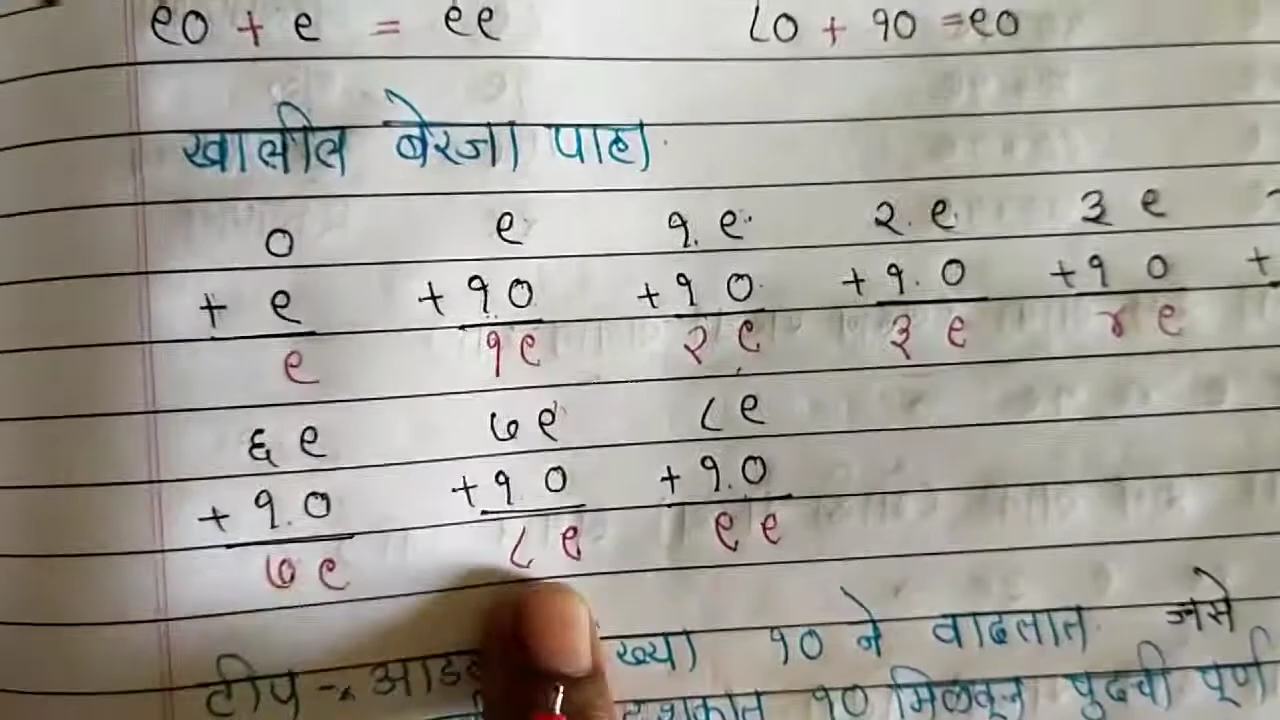 ९० + ९ = ९९ ८० + १० = ९०
खालील बेरजा पाहा.
० ९ १९ २९ ३९
+ ९ + १० + १० + १० + १० +
९ १९ २९ ३९ ४९
६९ ७९ ८९
+ १० + १० + १०
७९ ८९ ९९
टीप - १० ने वाढतात. जसे
१० मिळवून पुढची पूर्ण